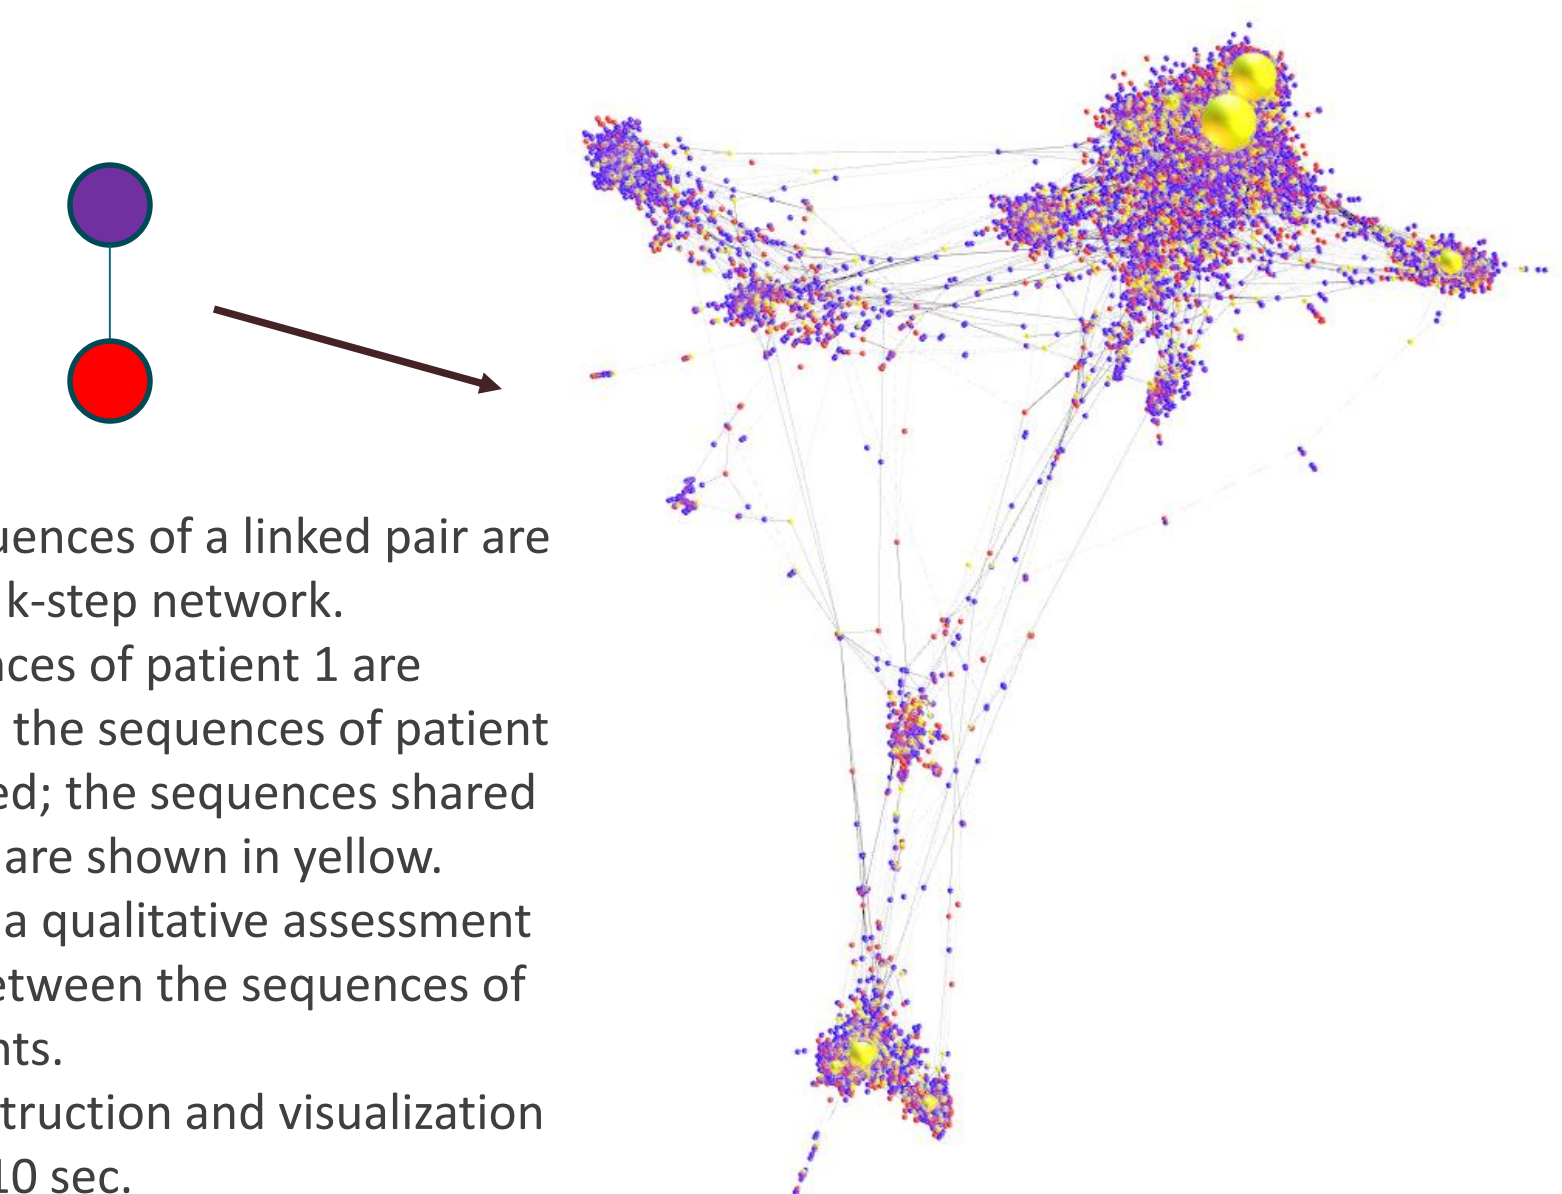 uences of a linked pair are
k-step network.
nces of patient 1 are
the sequences of patient
ed; the sequences shared
are shown in yellow.
a qualitative assessment
etween the sequences of
nts.
truction and visualization
10 sec.